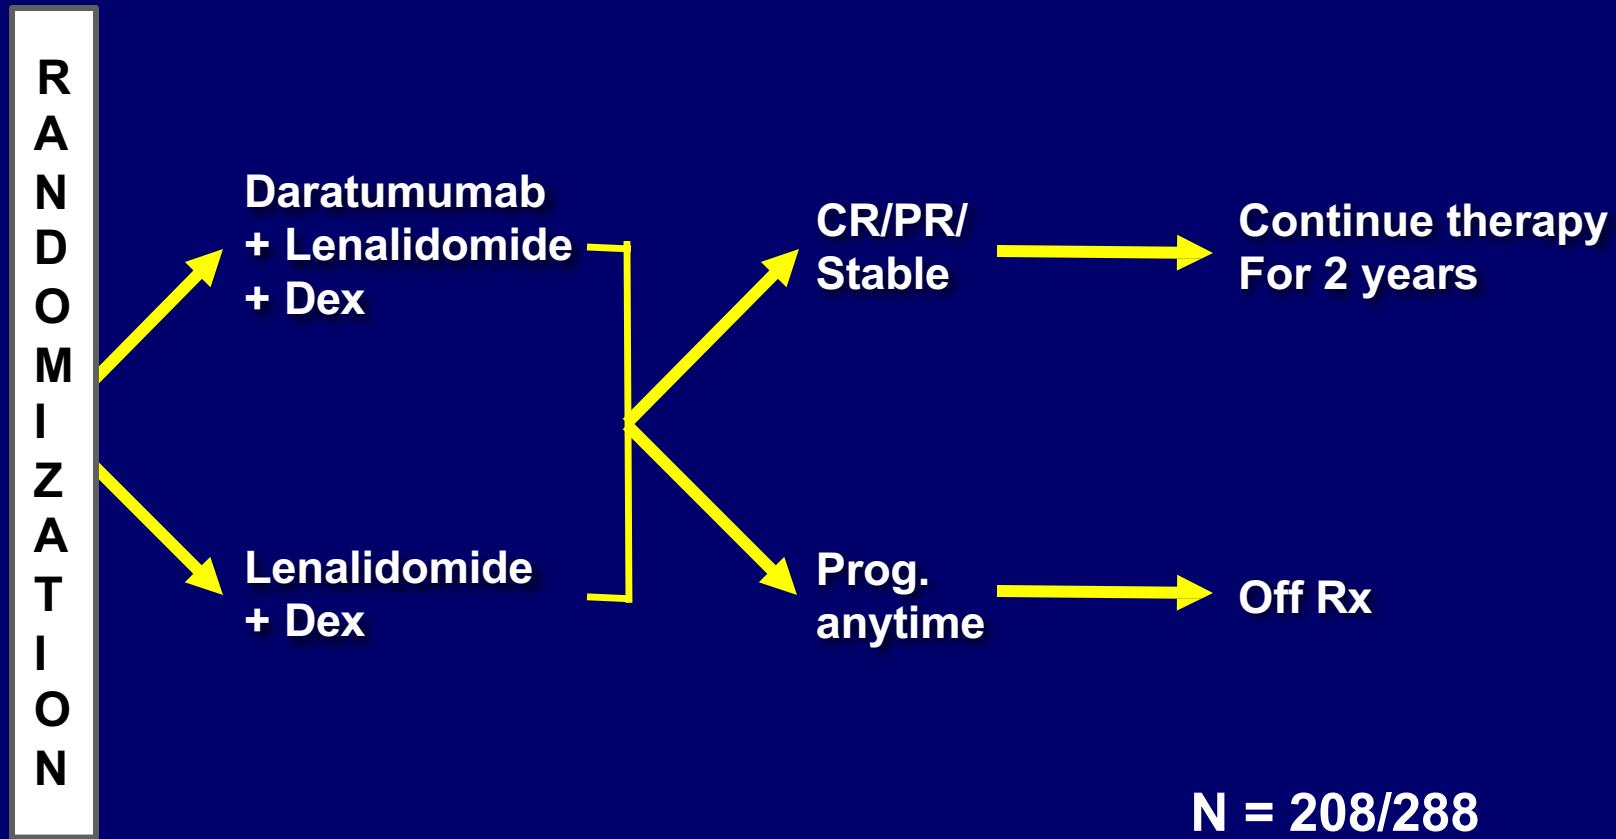 RANDOMIZATION
Daratumumab
+ Lenalidomide
+ Dex
CR/PR/
Stable
Continue therapy
For 2 years
Lenalidomide
+ Dex
Prog.
anytime
Off Rx
N = 208/288